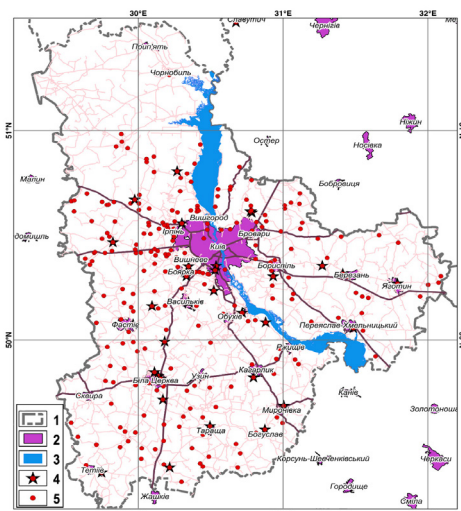 30°E 31°E 32°E
Славутич
Чернігів
Прип'ять
Чорнобиль
51°N
Остер
Ніжин
Носівка
Малин
Бобровиця
Вишгород
Ірпінь
Бровари
Київ
Вишневе
Боярка
Бориспіль
Березань
Яготин
Васильків
Обухів
Фастів
Переяслав-Хмельницький
50°N
Ржищів
Кагарлик
Узин
Біла Церква
Сквира
Канів
Миронівка
Золотоноша
Тараща
Богуслав
Корсунь-Шевченківський
Черкаси
Тетіїв
Городище
Жашків
Сміла
1
2
3
4
5